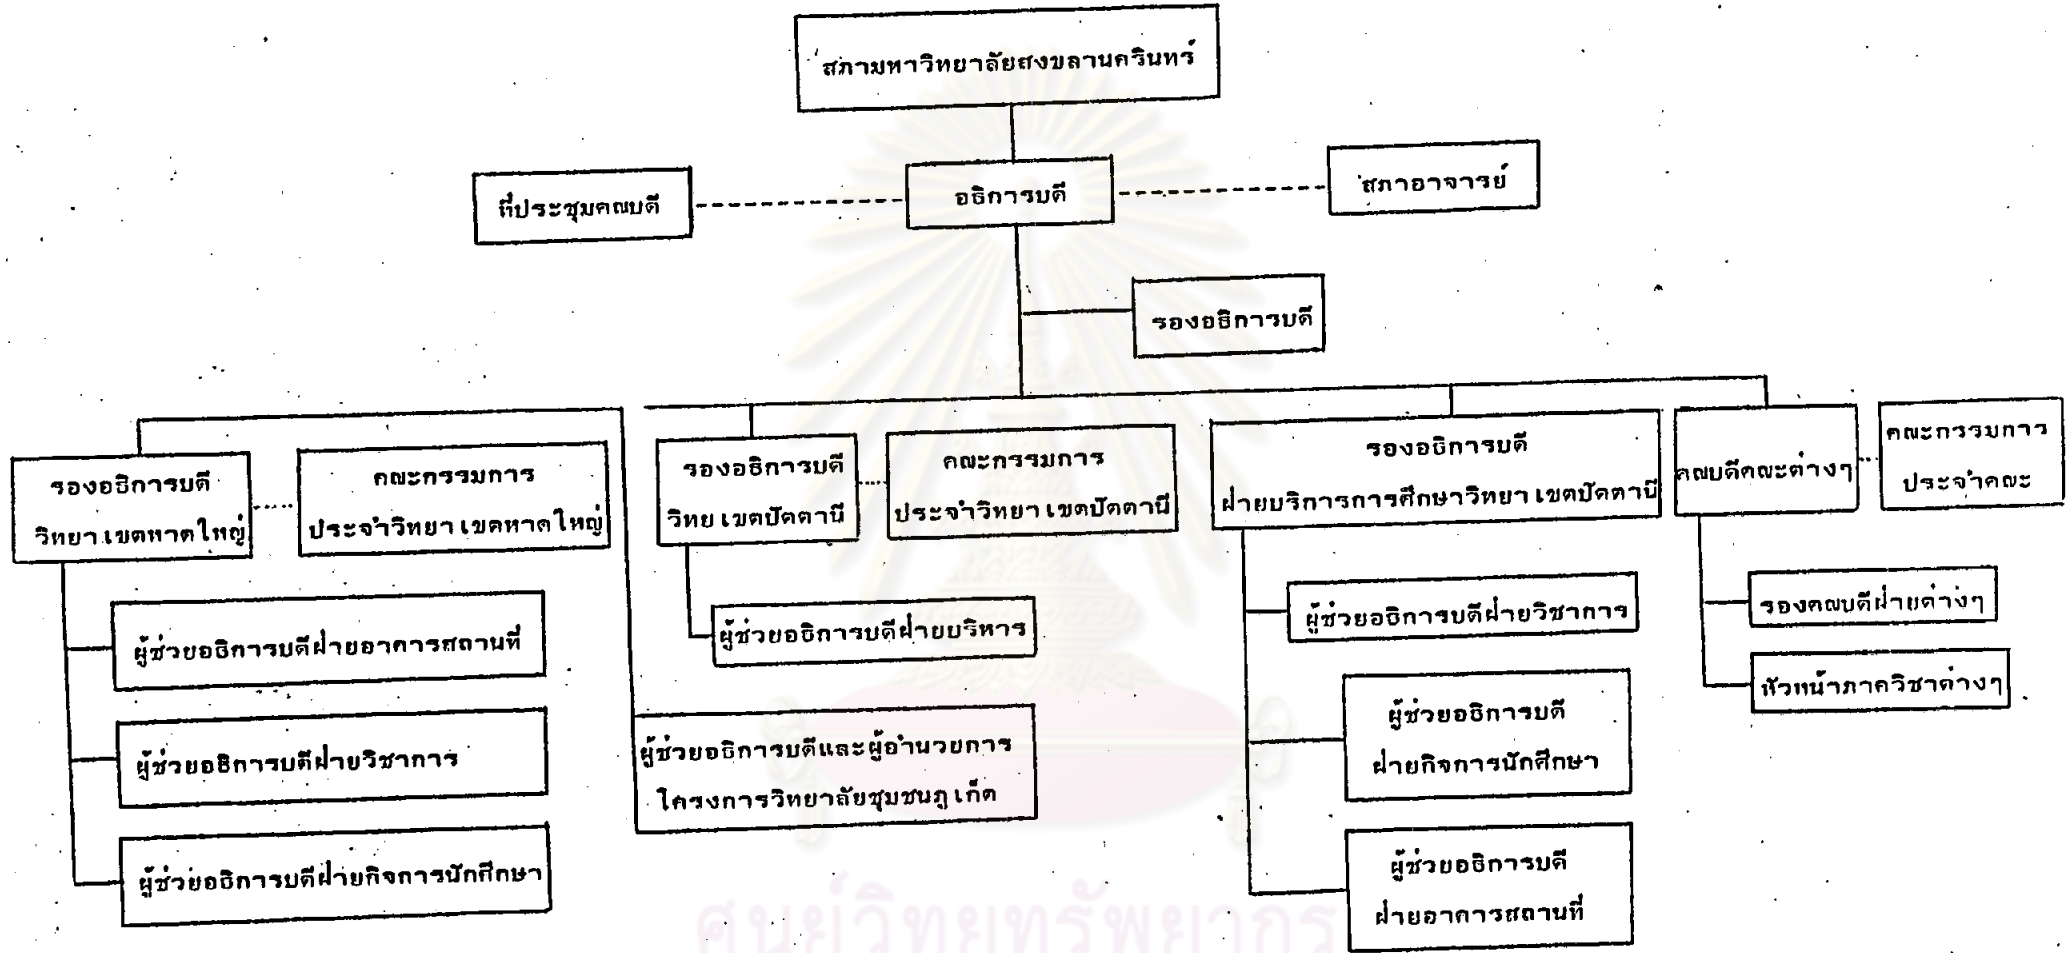 สภามหาวิทยาลัยสงขลานครินทร์
ที่ประชุมคณบดี
อธิการบดี
สภาอาจารย์
รองอธิการบดี
รองอธิการบดี
วิทยาเขตหาดใหญ่
คณะกรรมการ
ประจำวิทยาเขตหาดใหญ่
รองอธิการบดี
วิทยเขตปัตตานี
คณะกรรมการ
ประจำวิทยาเขตปัตตานี
รองอธิการบดี
ฝ่ายบริการการศึกษาวิทยาเขตปัตตานี
คณบดีคณะต่างๆ
คณะกรรมการ
ประจำคณะ
ผู้ช่วยอธิการบดีฝ่ายอาคารสถานที่
ผู้ช่วยอธิการบดีฝ่ายวิชาการ
ผู้ช่วยอธิการบดีฝ่ายกิจการนักศึกษา
ผู้ช่วยอธิการบดีฝ่ายบริหาร
ผู้ช่วยอธิการบดีและผู้อำนวยการ
โครงการวิทยาลัยชุมชนภูเก็ต
ผู้ช่วยอธิการบดีฝ่ายวิชาการ
ผู้ช่วยอธิการบดี
ฝ่ายกิจการนักศึกษา
ผู้ช่วยอธิการบดี
ฝ่ายอาคารสถานที่
รองคณบดีฝ่ายต่างๆ
หัวหน้าภาควิชาต่างๆ
ศูนย์วิทยทรัพยากร